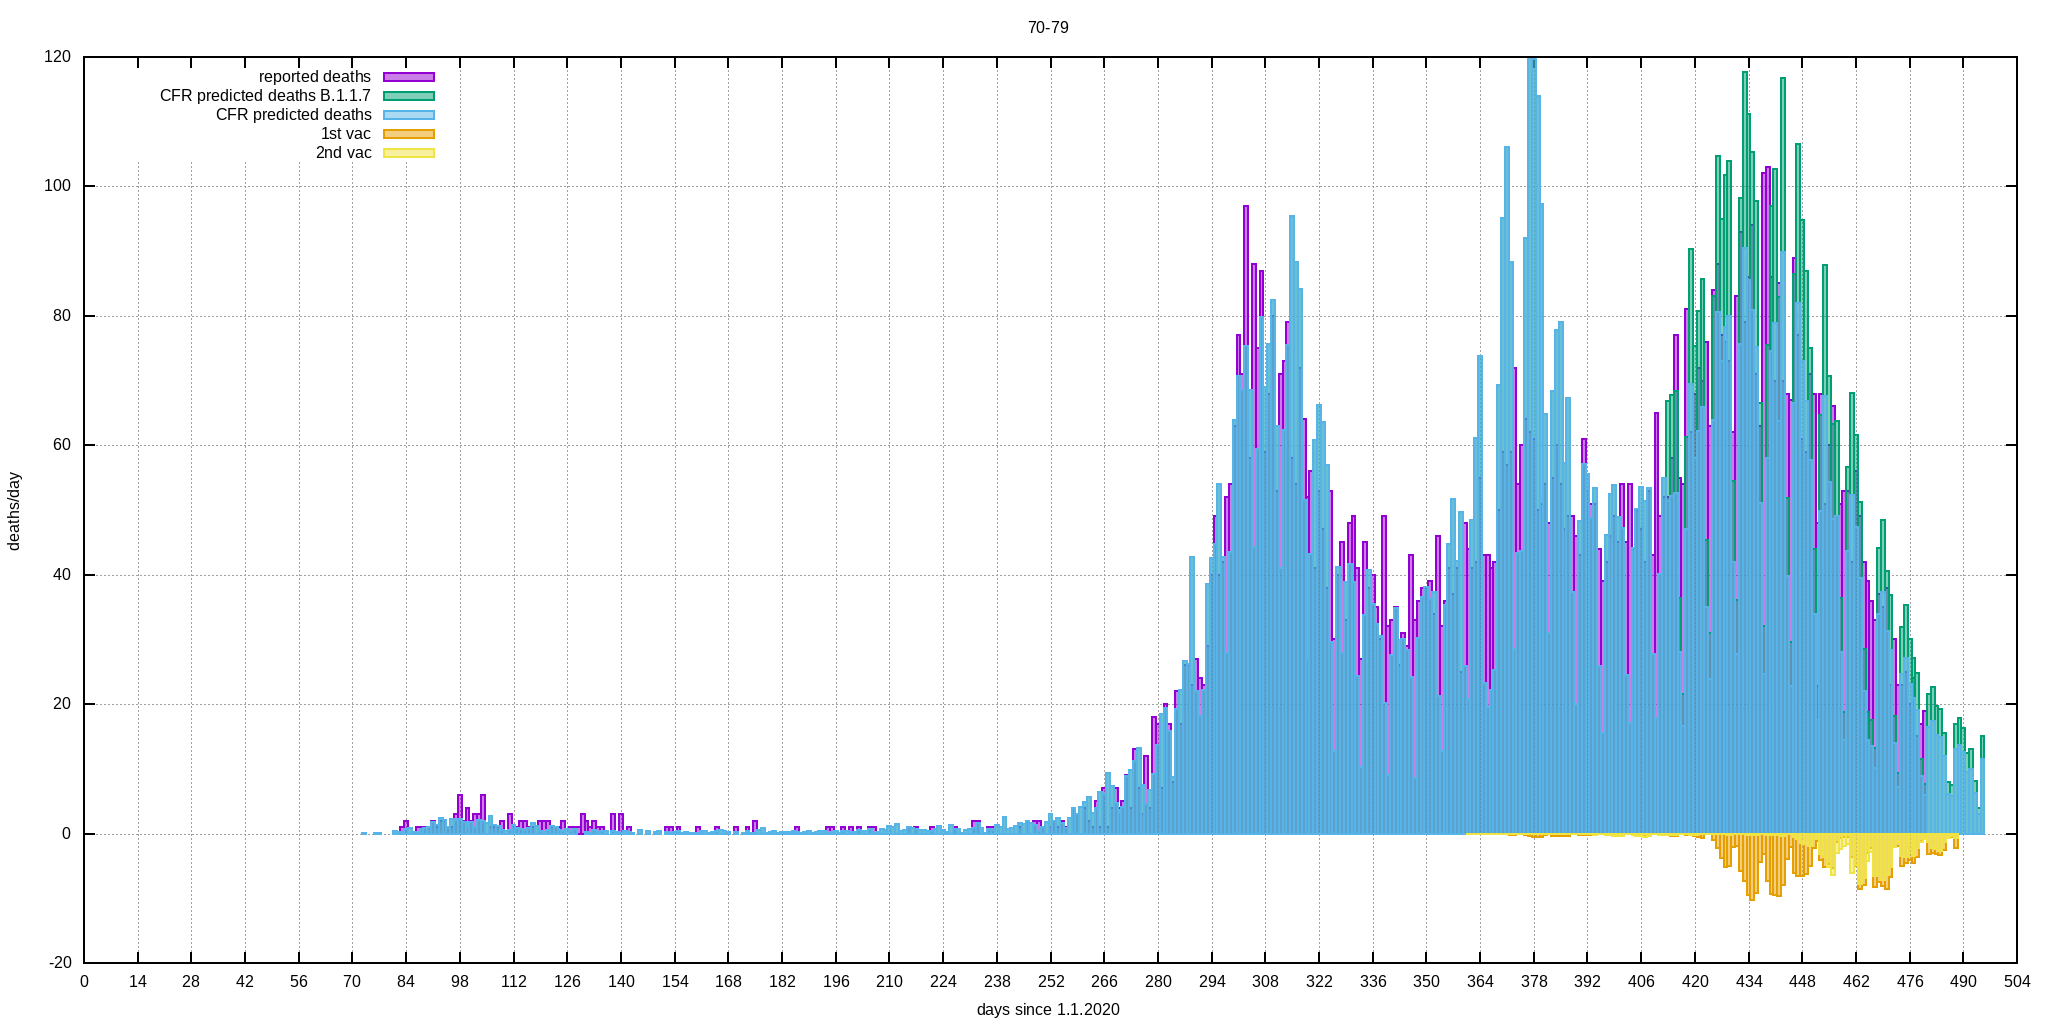 70-79
120
100
80
60
40
20
0
-20
reported deaths
CFR predicted deaths B.1.1.7
CFR predicted deaths
1st vac
2nd vac
deaths/day
0 14 28 42 56 70 84 98 112 126 140 154 168 182 196 210 224 238 252 266 280 294 308 322 336 350 364 378 392 406 420 434 448 462 476 490 504
days since 1.1.2020